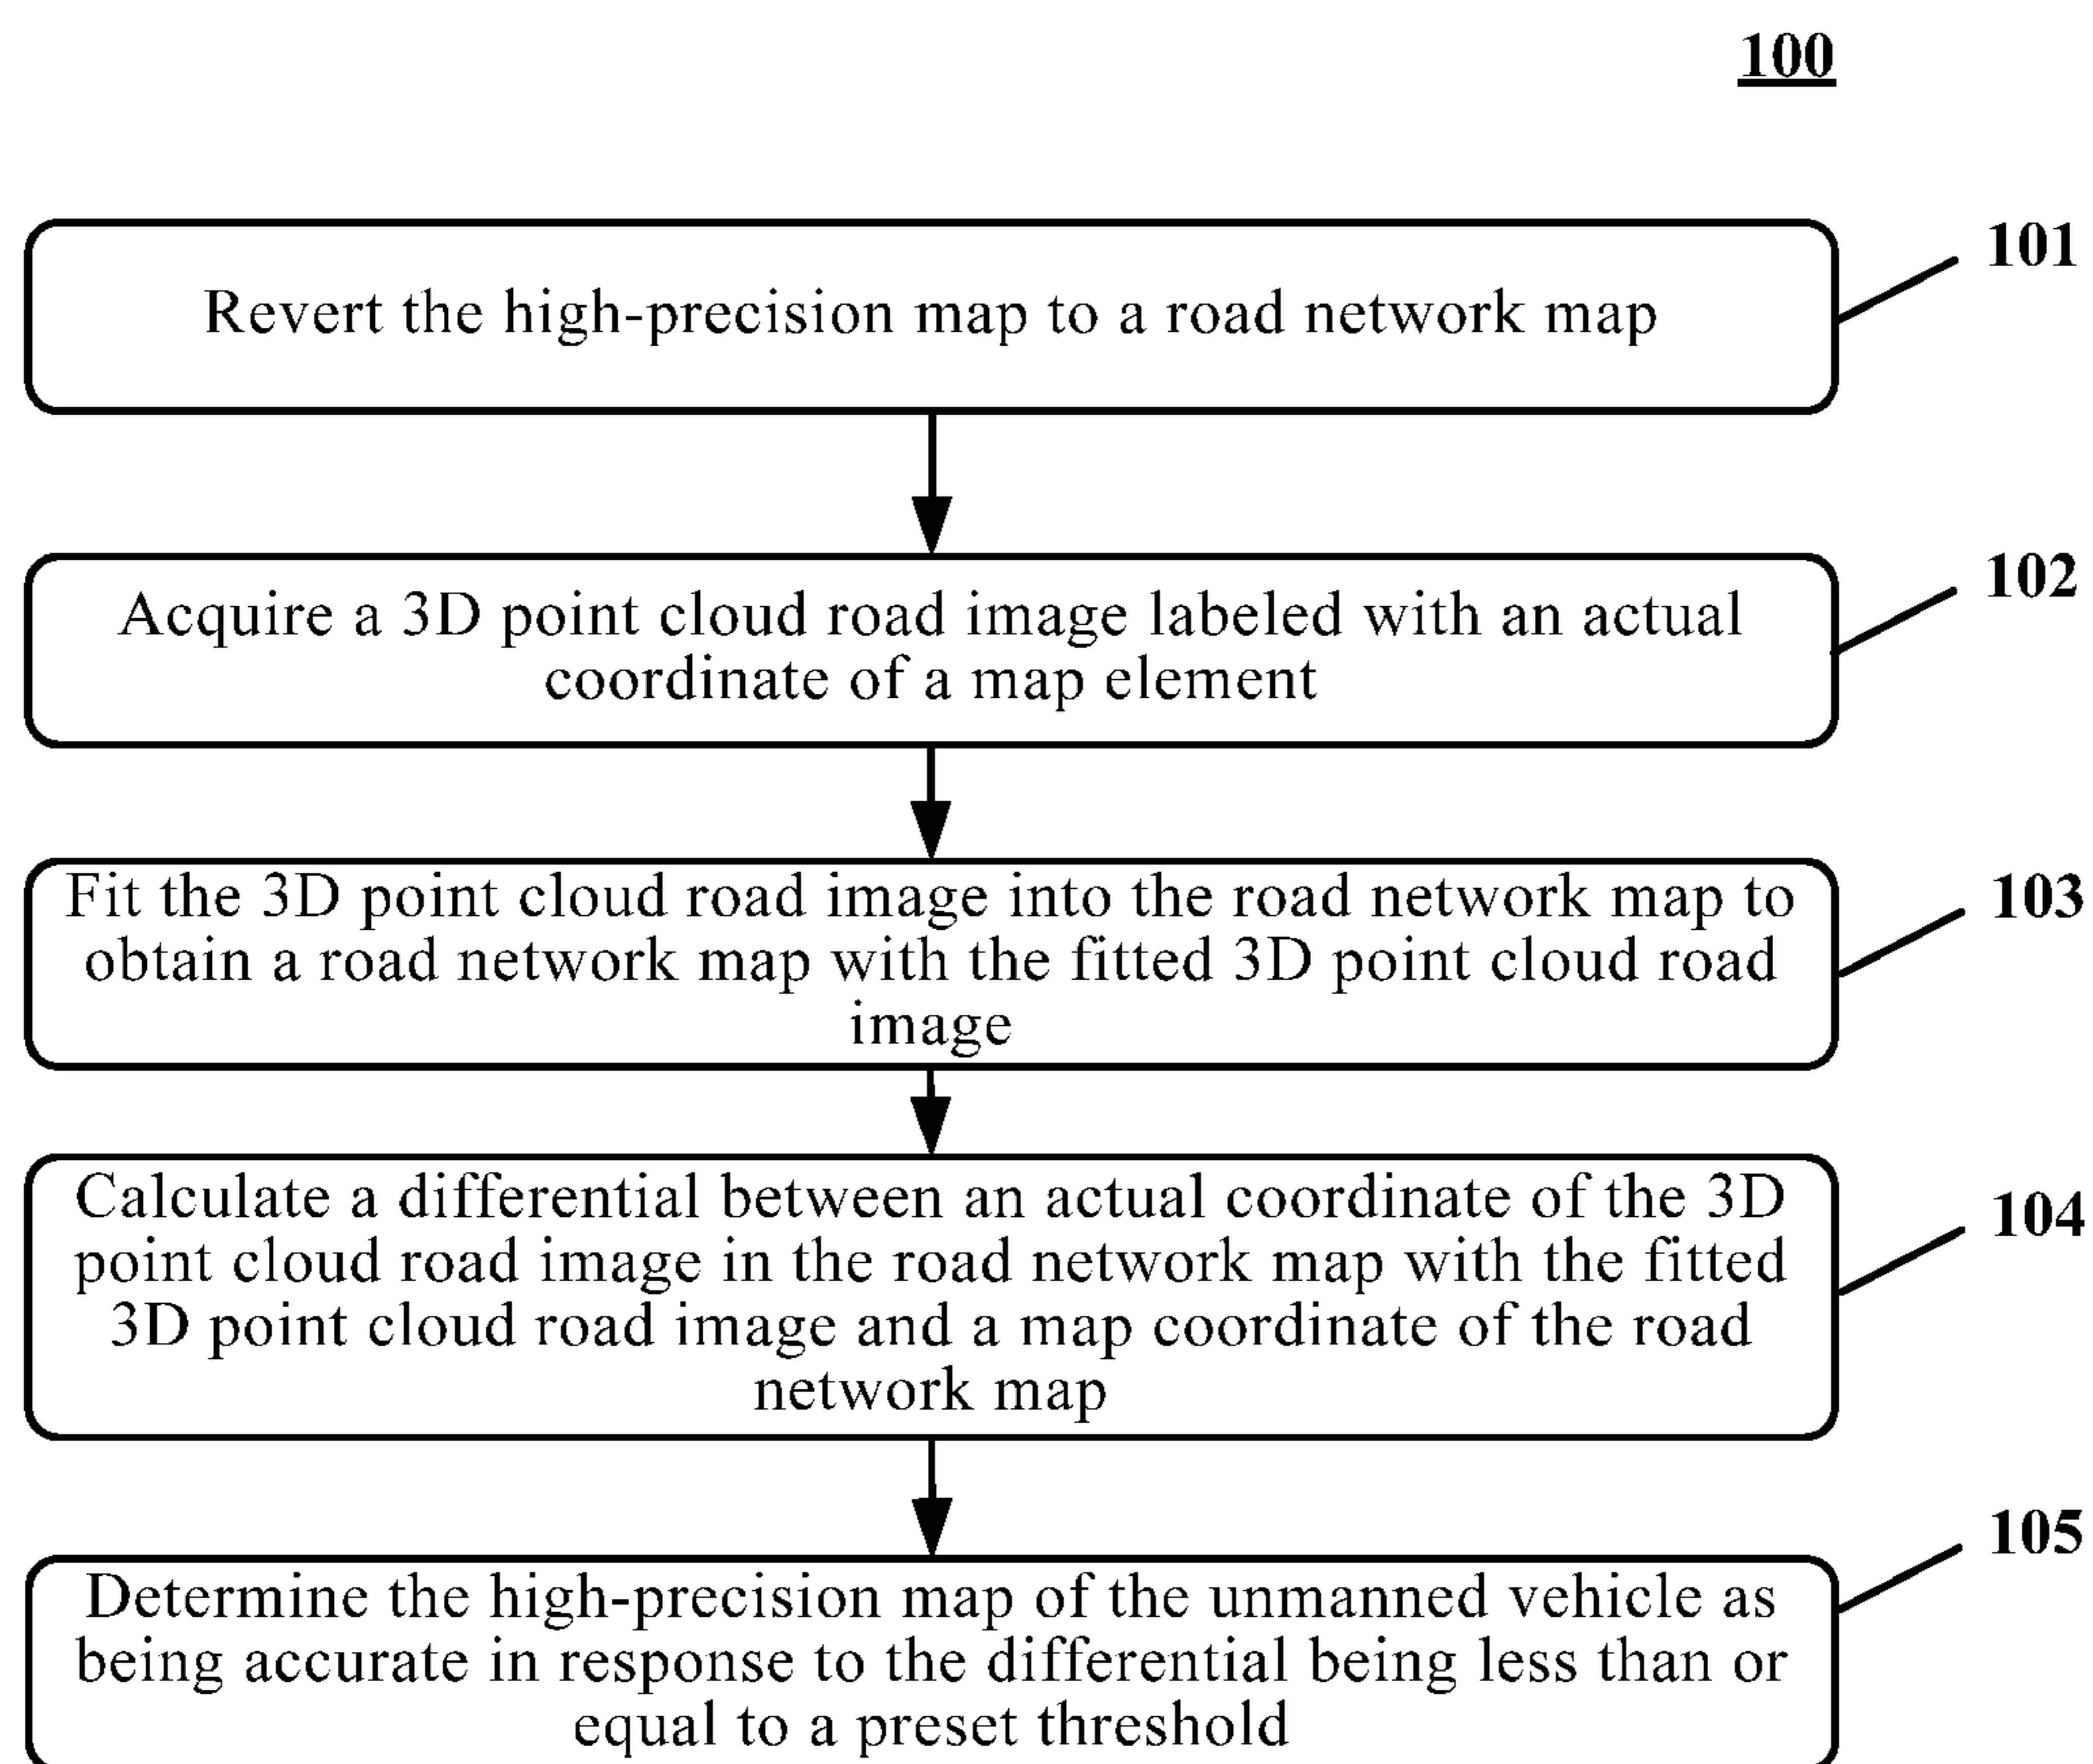 100
101
Revert the high-precision map to a road network map
102
Acquire a 3D point cloud road image labeled with an actual
coordinate of a map element
103
Fit the 3D point cloud road image into the road network map to
obtain a road network map with the fitted 3D point cloud road
image
104
Calculate a differential between an actual coordinate of the 3D
point cloud road image in the road network map with the fitted
3D point cloud road image and a map coordinate of the road
network map
105
Determine the high-precision map of the unmanned vehicle as
being accurate in response to the differential being less than or
equal to a preset threshold